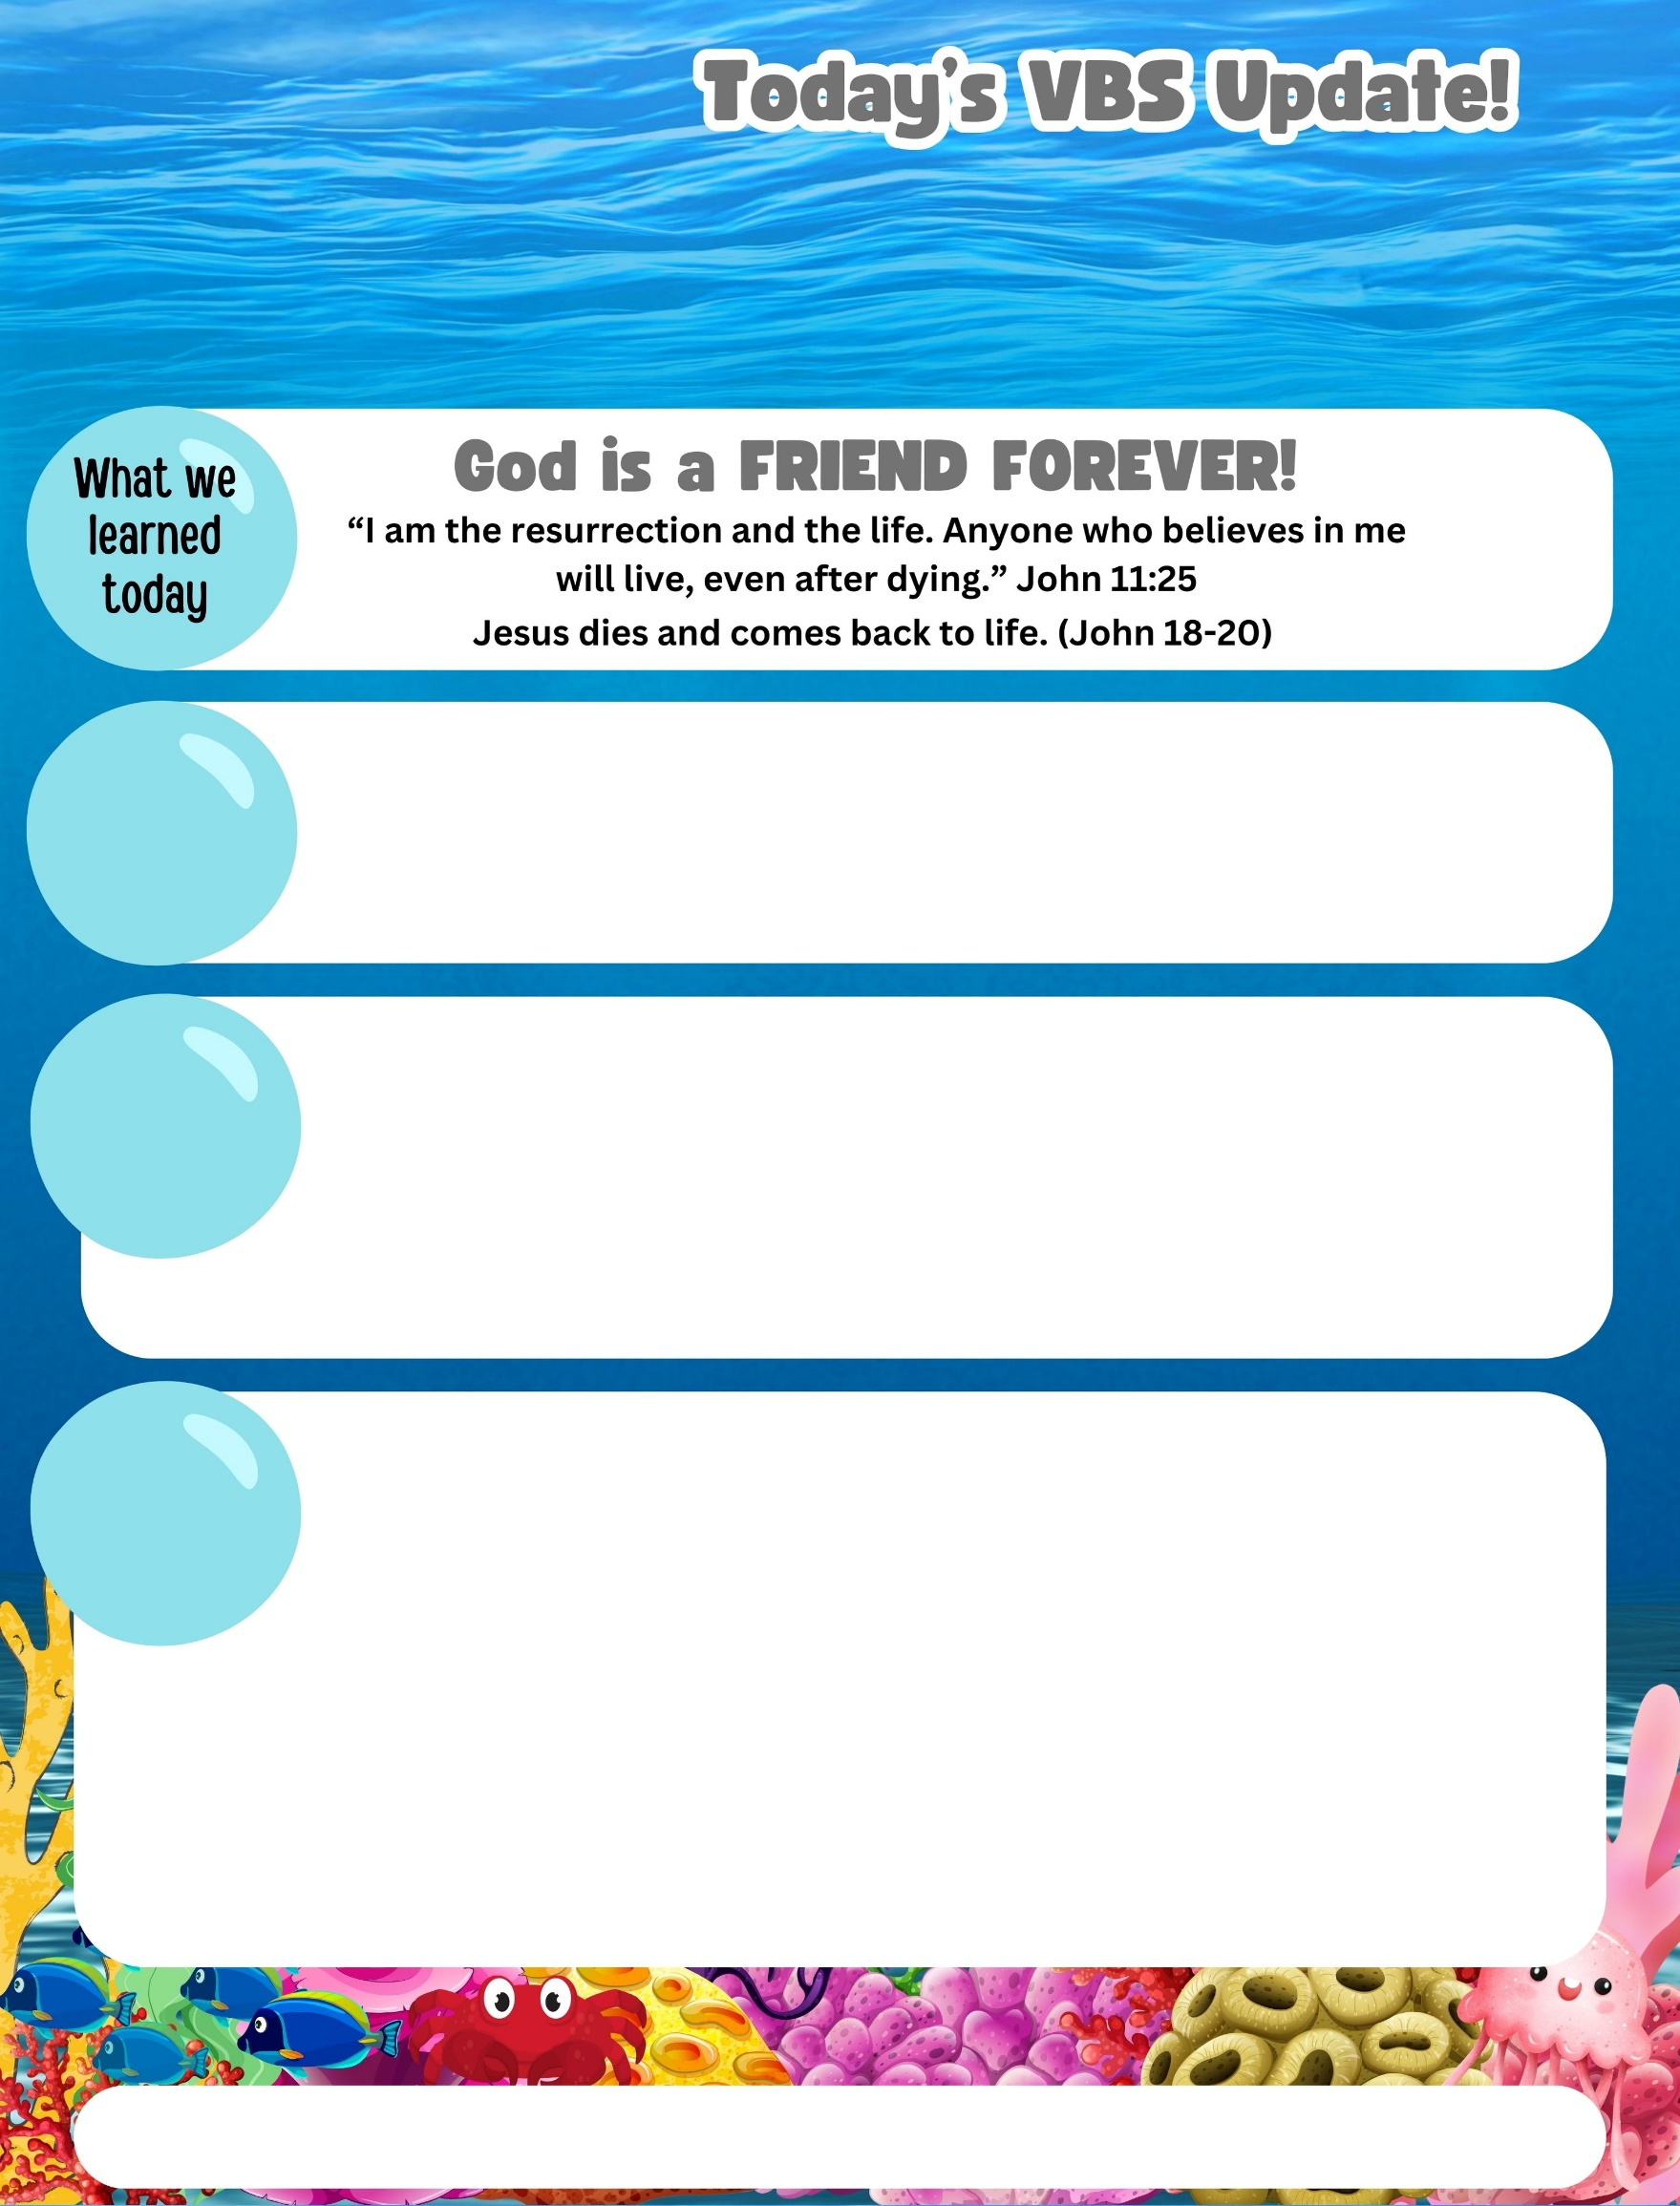 Today’s VBS Update!
What we
learned
today
God is a FRIEND FOREVER!
“I am the resurrection and the life. Anyone who believes in me
will live, even after dying.” John 11:25
Jesus dies and comes back to life. (John 18-20)